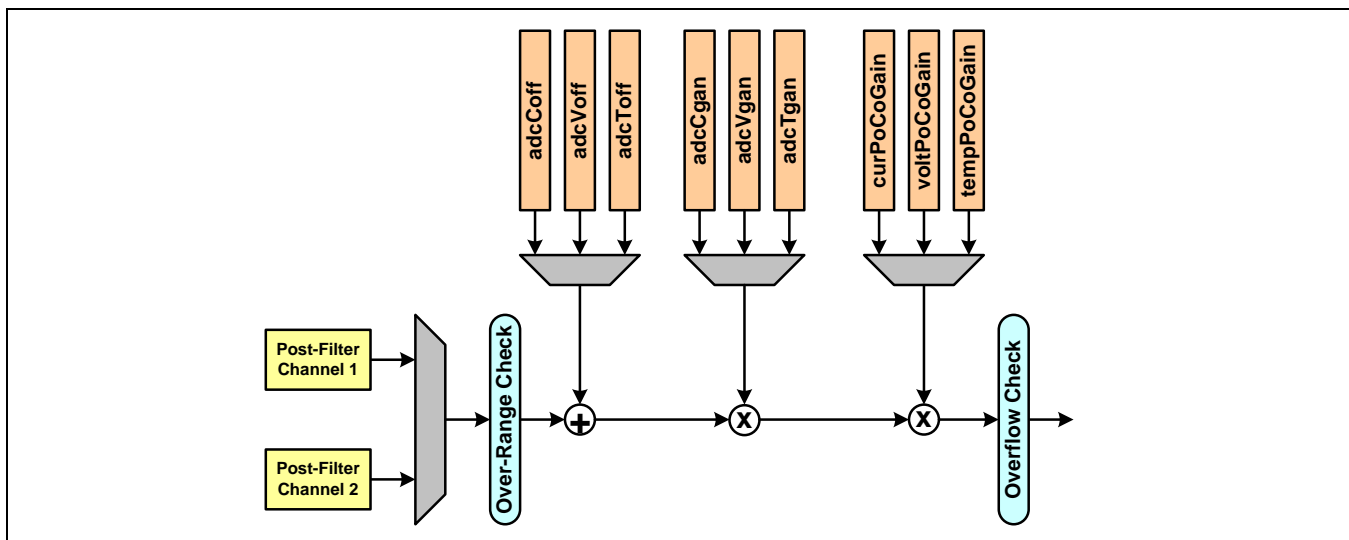 adcCoff
adcVoff
adcToff
adcCgan
adcVgan
adcTgan
curPoCoGain
voltPoCoGain
tempPoCoGain
Post-Filter
Channel 1
Post-Filter
Channel 2
Over-Range Check
+
X
X
Overflow Check